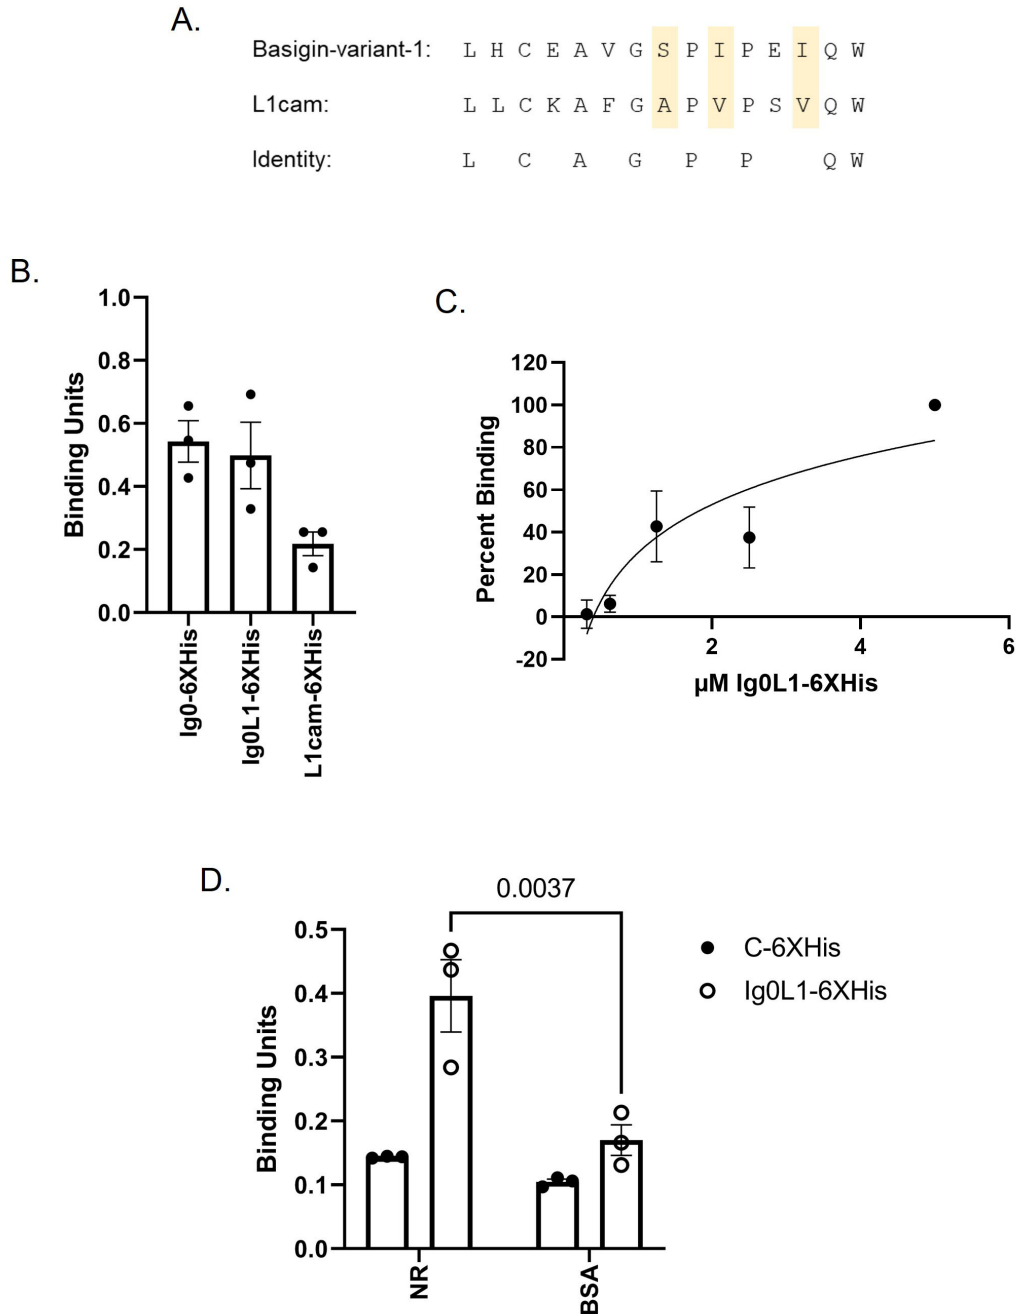 A.
Basigin-variant-1: L H C E A V G S P I P E I Q W
L1cam: L L C K A F G A P V P S V Q W
Identity: L C A G P P Q W
B.
Binding Units
1.0
0.8
0.6
0.4
0.2
0.0
Ig0-6XHis
Ig0L1-6XHis
L1cam-6XHis
C.
Percent Binding
120
100
80
60
40
20
0
-20
2 4 6
µM Ig0L1-6XHis
D.
0.0037
Binding Units
0.5
0.4
0.3
0.2
0.1
0.0
NR
BSA
C-6XHis
Ig0L1-6XHis